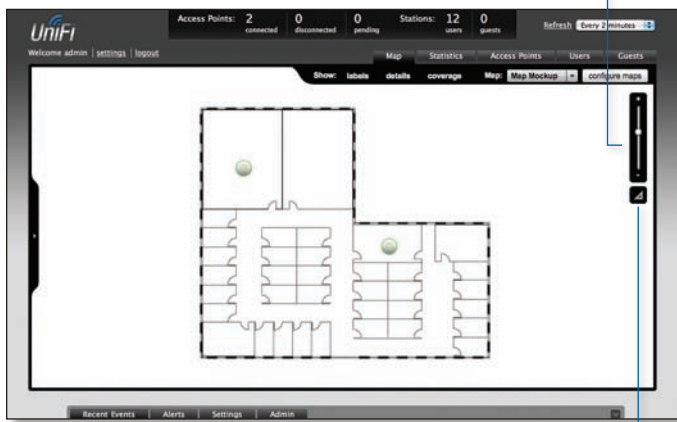 UniFi
Access Points: 2 connected 0 disconnected 0 pending Stations: 12 users 0 guests
Refresh Every 2 minutes
Welcome admin | settings | logout
Map Statistics Access Points Users Guests
Show: labels details coverage Map: Map Mockup configure maps
+
-
Recent Events | Alerts | Settings | Admin